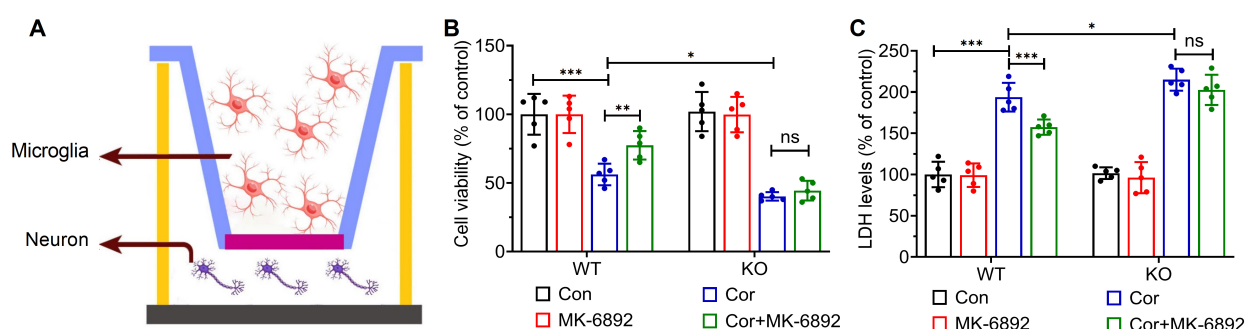 A
Microglia
Neuron
B
Cell viability (% of control)
150
100
50
0
***
**
*
ns
WT
KO
Con
Cor
MK-6892
Cor+MK-6892
C
LDH levels (% of control)
250
200
150
100
50
0
***
***
*
ns
WT
KO
Con
Cor
MK-6892
Cor+MK-6892